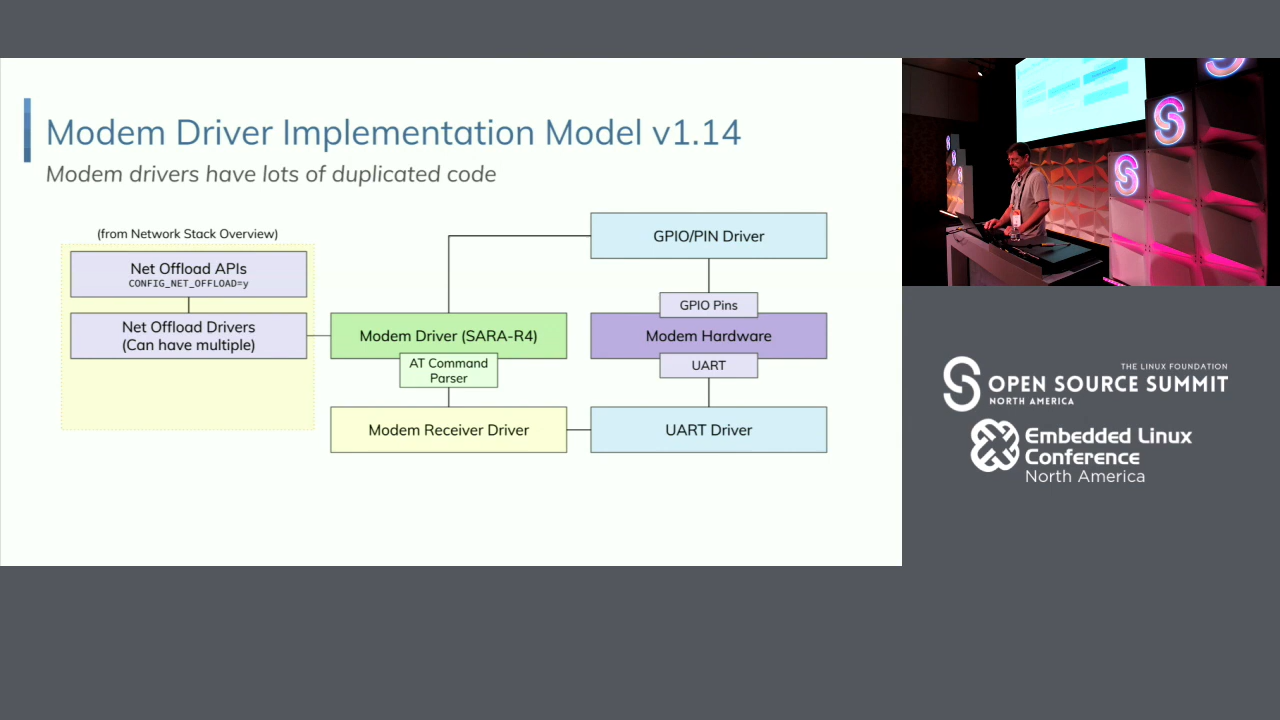 Modem Driver Implementation Model v1.14
Modem drivers have lots of duplicated code
(from Network Stack Overview)
Net Offload APIs
CONFIG_NET_OFFLOAD=y
Net Offload Drivers
(Can have multiple)
Modem Driver (SARA-R4)
AT Command
Parser
Modem Receiver Driver
GPIO/PIN Driver
GPIO Pins
Modem Hardware
UART
UART Driver
THE LINUX FOUNDATION
OPEN SOURCE SUMMIT
NORTH AMERICA
Embedded Linux
Conference
North America